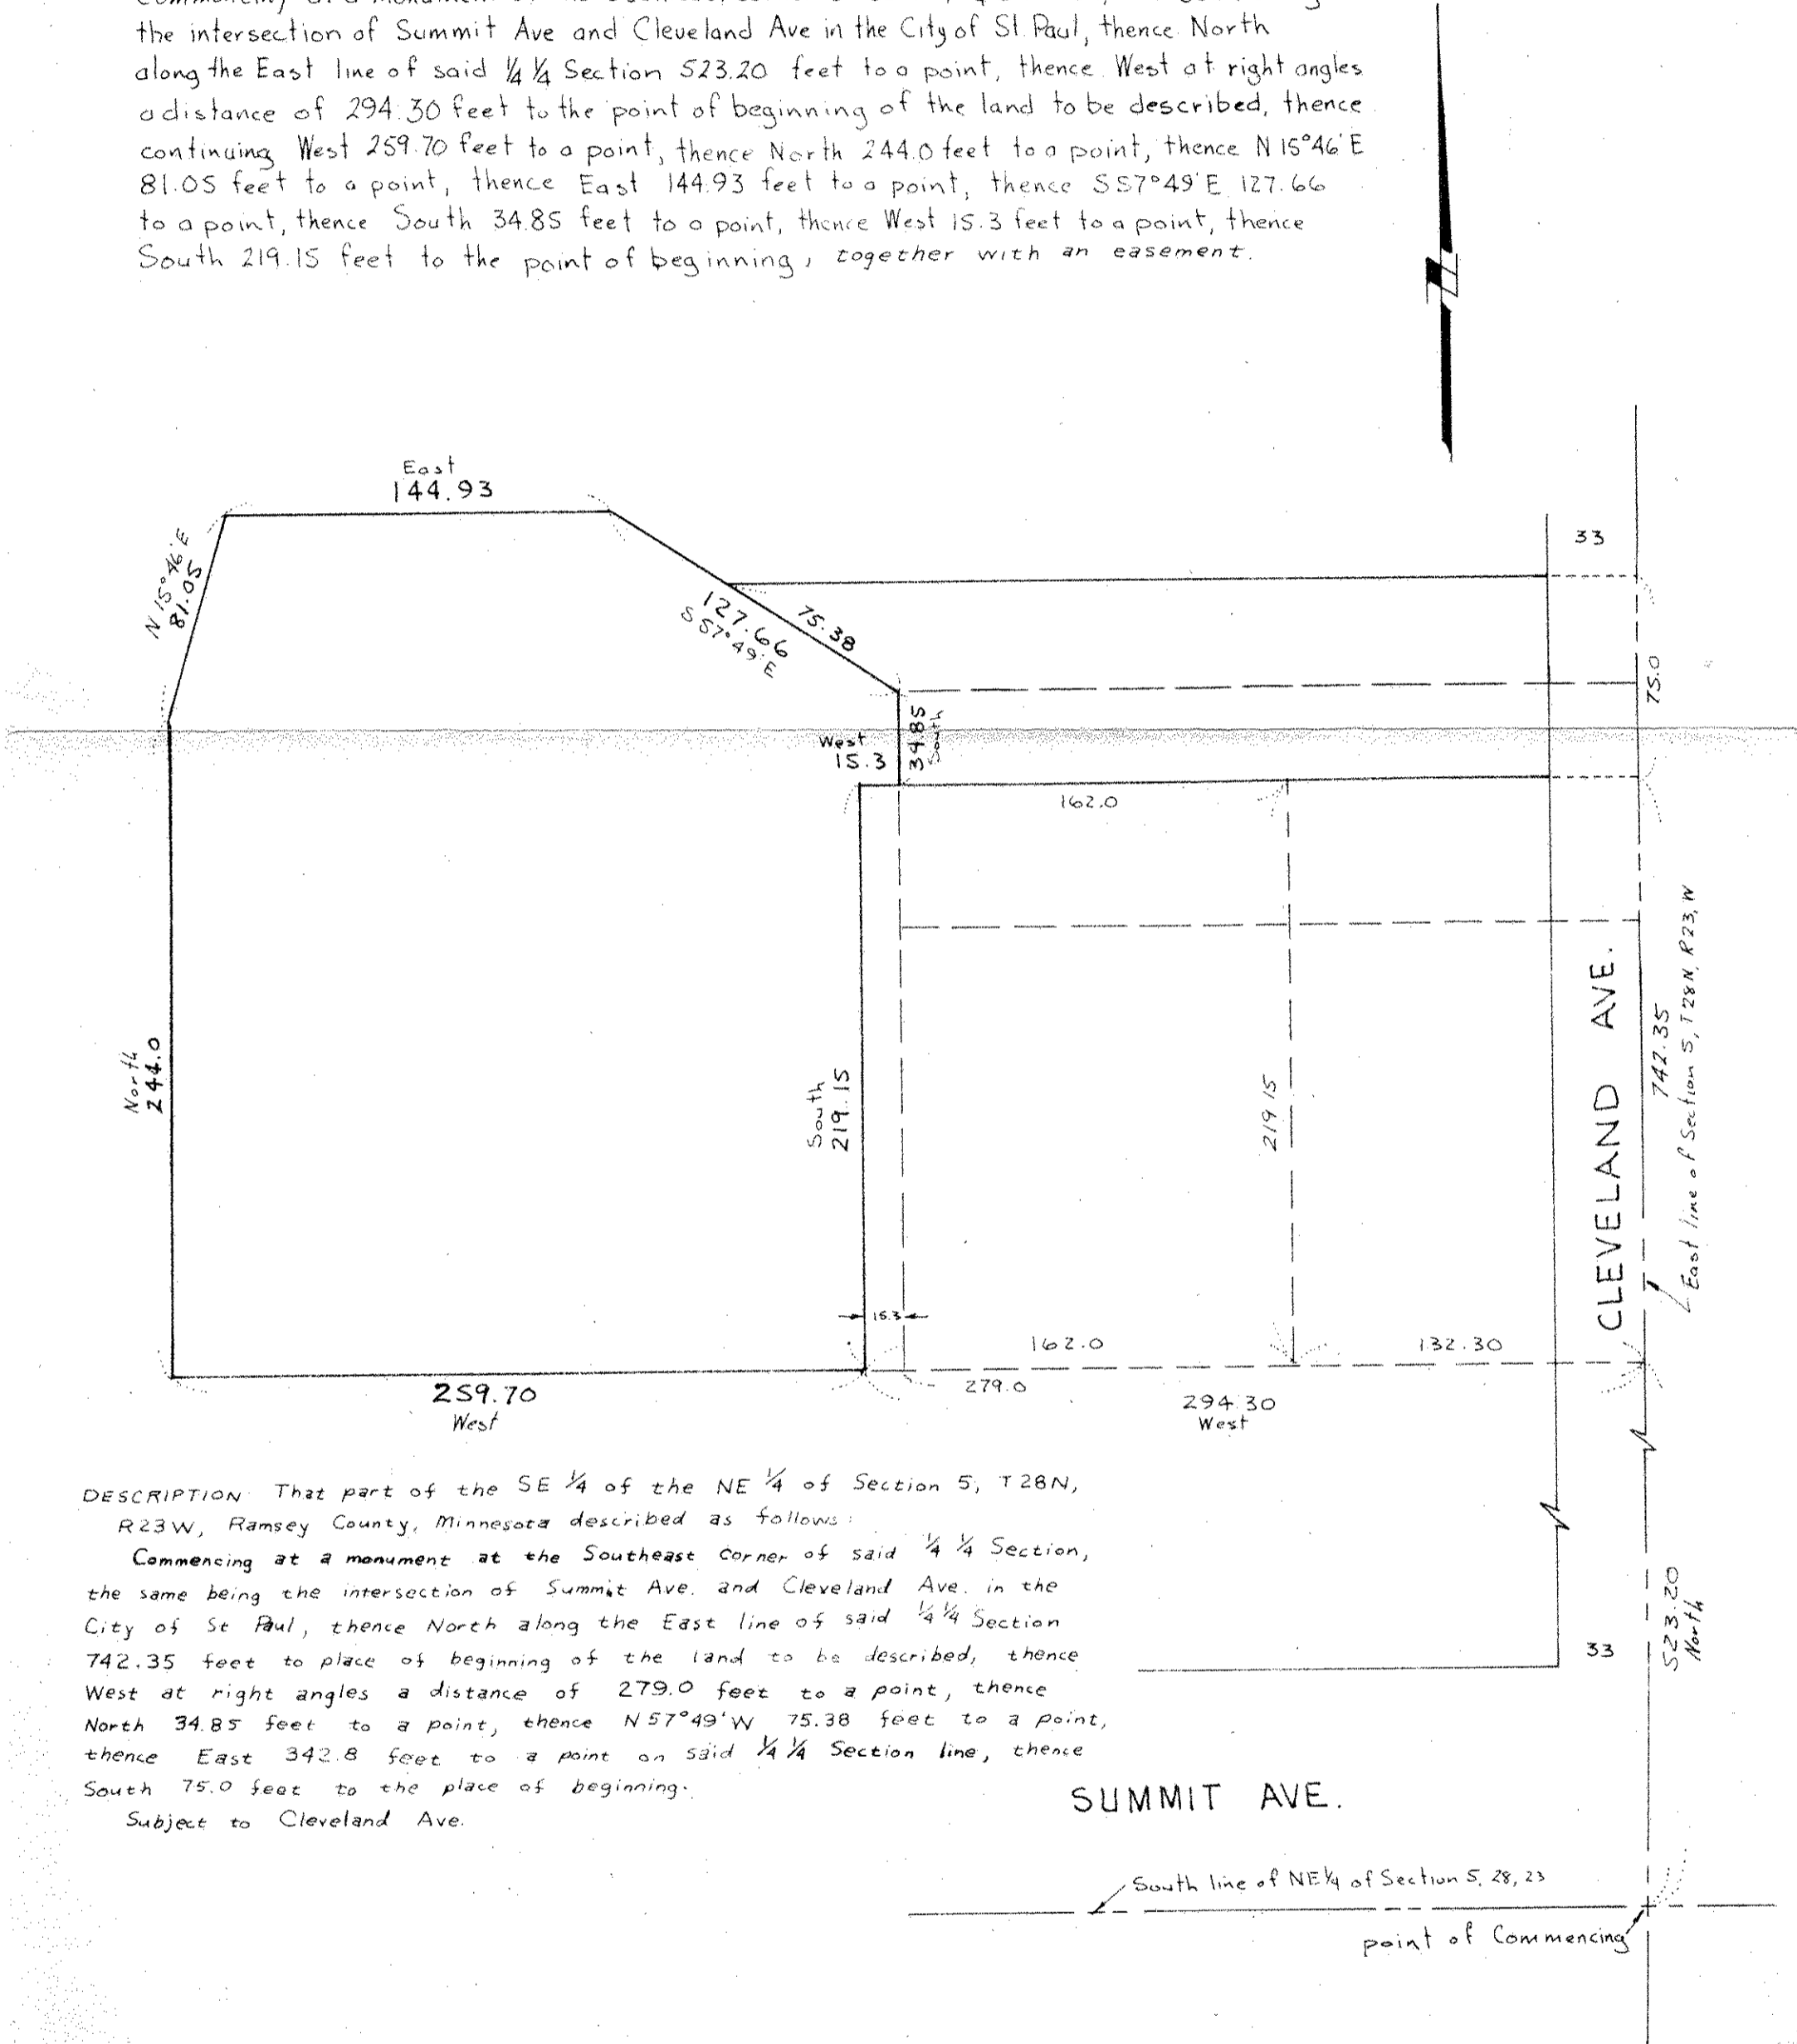 the intersection of Summit Ave and Cleveland Ave in the City of St. Paul, thence North
along the East line of said ¼ ¼ Section 523.20 feet to a point, thence West at right angles
a distance of 294.30 feet to the point of beginning of the land to be described, thence
continuing West 259.70 feet to a point, thence North 244.0 feet to a point, thence N 15°46' E
81.05 feet to a point, thence East 144.93 feet to a point, thence S 57°49' E 127.66
to a point, thence South 34.85 feet to a point, thence West 15.3 feet to a point, thence
South 219.15 feet to the point of beginning, together with an easement.
East
144.93
33
N 15°46' E
81.05
75.38
127.66
S 57°49' E
75.0
West
15.3
34.85
South
162.0
North
244.0
South
219.15
219.15
CLEVELAND AVE.
742.35
East line of Section 5, T28N, R23, W
15.3
162.0
132.30
279.0
259.70
West
294.30
West
DESCRIPTION That part of the SE ¼ of the NE ¼ of Section 5, T28N,
R23W, Ramsey County, Minnesota described as follows:
Commencing at a monument at the Southeast corner of said ¼ ¼ Section,
the same being the intersection of Summit Ave. and Cleveland Ave. in the
City of St Paul, thence North along the East line of said ¼ ¼ Section
742.35 feet to place of beginning of the land to be described, thence
West at right angles a distance of 279.0 feet to a point, thence
North 34.85 feet to a point, thence N 57°49' W 75.38 feet to a point,
thence East 342.8 feet to a point on said ¼ ¼ Section line, thence
South 75.0 feet to the place of beginning.
Subject to Cleveland Ave.
33
523.20
North
SUMMIT AVE.
South line of NE¼ of Section 5, 28, 23
point of Commencing